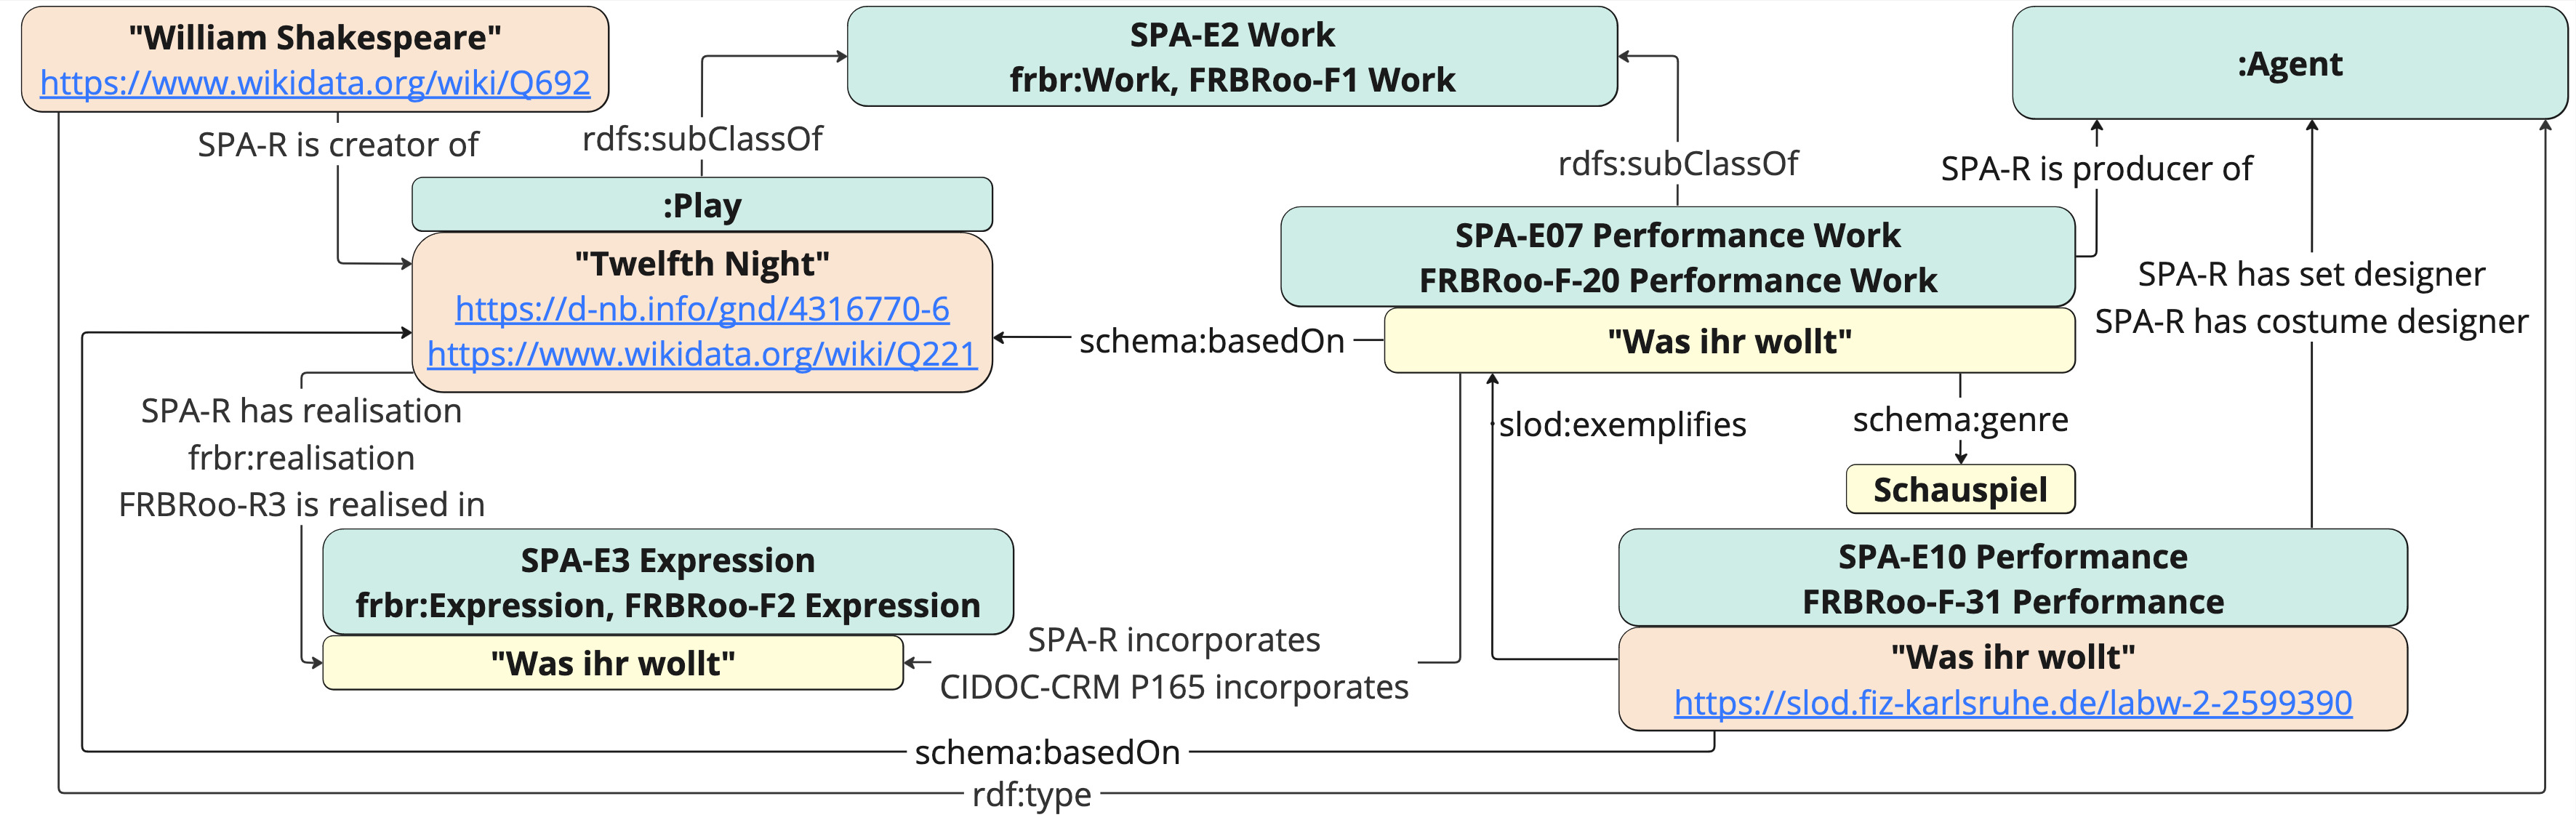 "William Shakespeare"
https://www.wikidata.org/wiki/Q692
SPA-E2 Work
frbr:Work, FRBRoo-F1 Work
:Agent
SPA-R is creator of
rdfs:subClassOf
rdfs:subClassOf
SPA-R is producer of
:Play
"Twelfth Night"
https://d-nb.info/gnd/4316770-6
https://www.wikidata.org/wiki/Q221
SPA-E07 Performance Work
FRBRoo-F-20 Performance Work
"Was ihr wollt"
schema:basedOn
SPA-R has set designer
SPA-R has costume designer
SPA-R has realisation
frbr:realisation
FRBRoo-R3 is realised in
slod:exemplifies
schema:genre
Schauspiel
SPA-E3 Expression
frbr:Expression, FRBRoo-F2 Expression
"Was ihr wollt"
SPA-R incorporates
CIDOC-CRM P165 incorporates
SPA-E10 Performance
FRBRoo-F-31 Performance
"Was ihr wollt"
https://slod.fiz-karlsruhe.de/labw-2-2599390
schema:basedOn
rdf:type